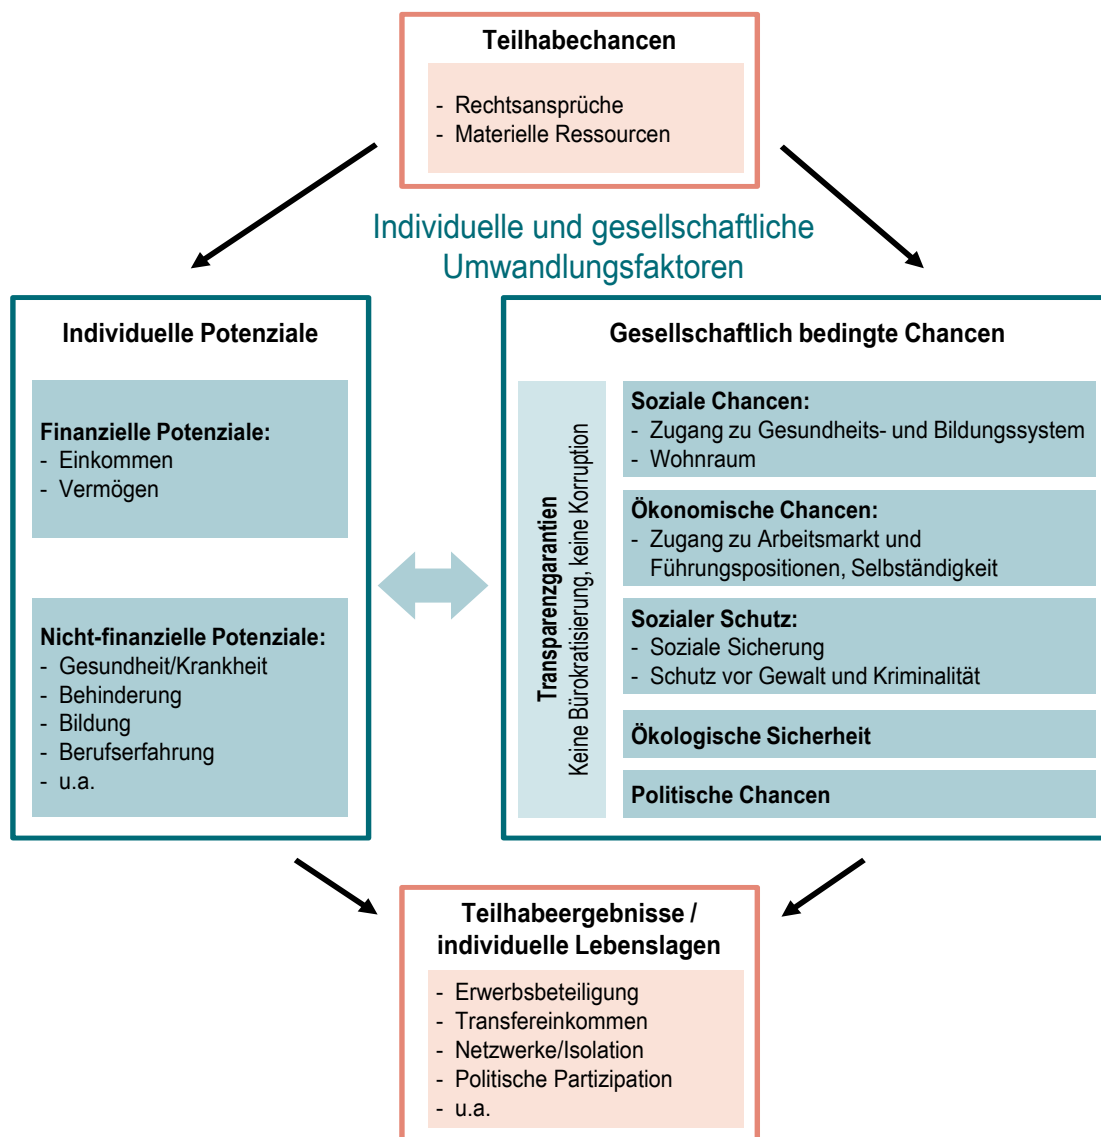 Teilhabechancen
- Rechtsansprüche
- Materielle Ressourcen
Individuelle und gesellschaftliche
Umwandlungsfaktoren
Individuelle Potenziale
Finanzielle Potenziale:
- Einkommen
- Vermögen
Nicht-finanzielle Potenziale:
- Gesundheit/Krankheit
- Behinderung
- Bildung
- Berufserfahrung
- u.a.
Gesellschaftlich bedingte Chancen
Transparenzgarantien
Keine Bürokratisierung, keine Korruption
Soziale Chancen:
- Zugang zu Gesundheits- und Bildungssystem
- Wohnraum
Ökonomische Chancen:
- Zugang zu Arbeitsmarkt und
Führungspositionen, Selbständigkeit
Sozialer Schutz:
- Soziale Sicherung
- Schutz vor Gewalt und Kriminalität
Ökologische Sicherheit
Politische Chancen
Teilhabeergebnisse /
individuelle Lebenslagen
- Erwerbsbeteiligung
- Transfereinkommen
- Netzwerke/Isolation
- Politische Partizipation
- u.a.